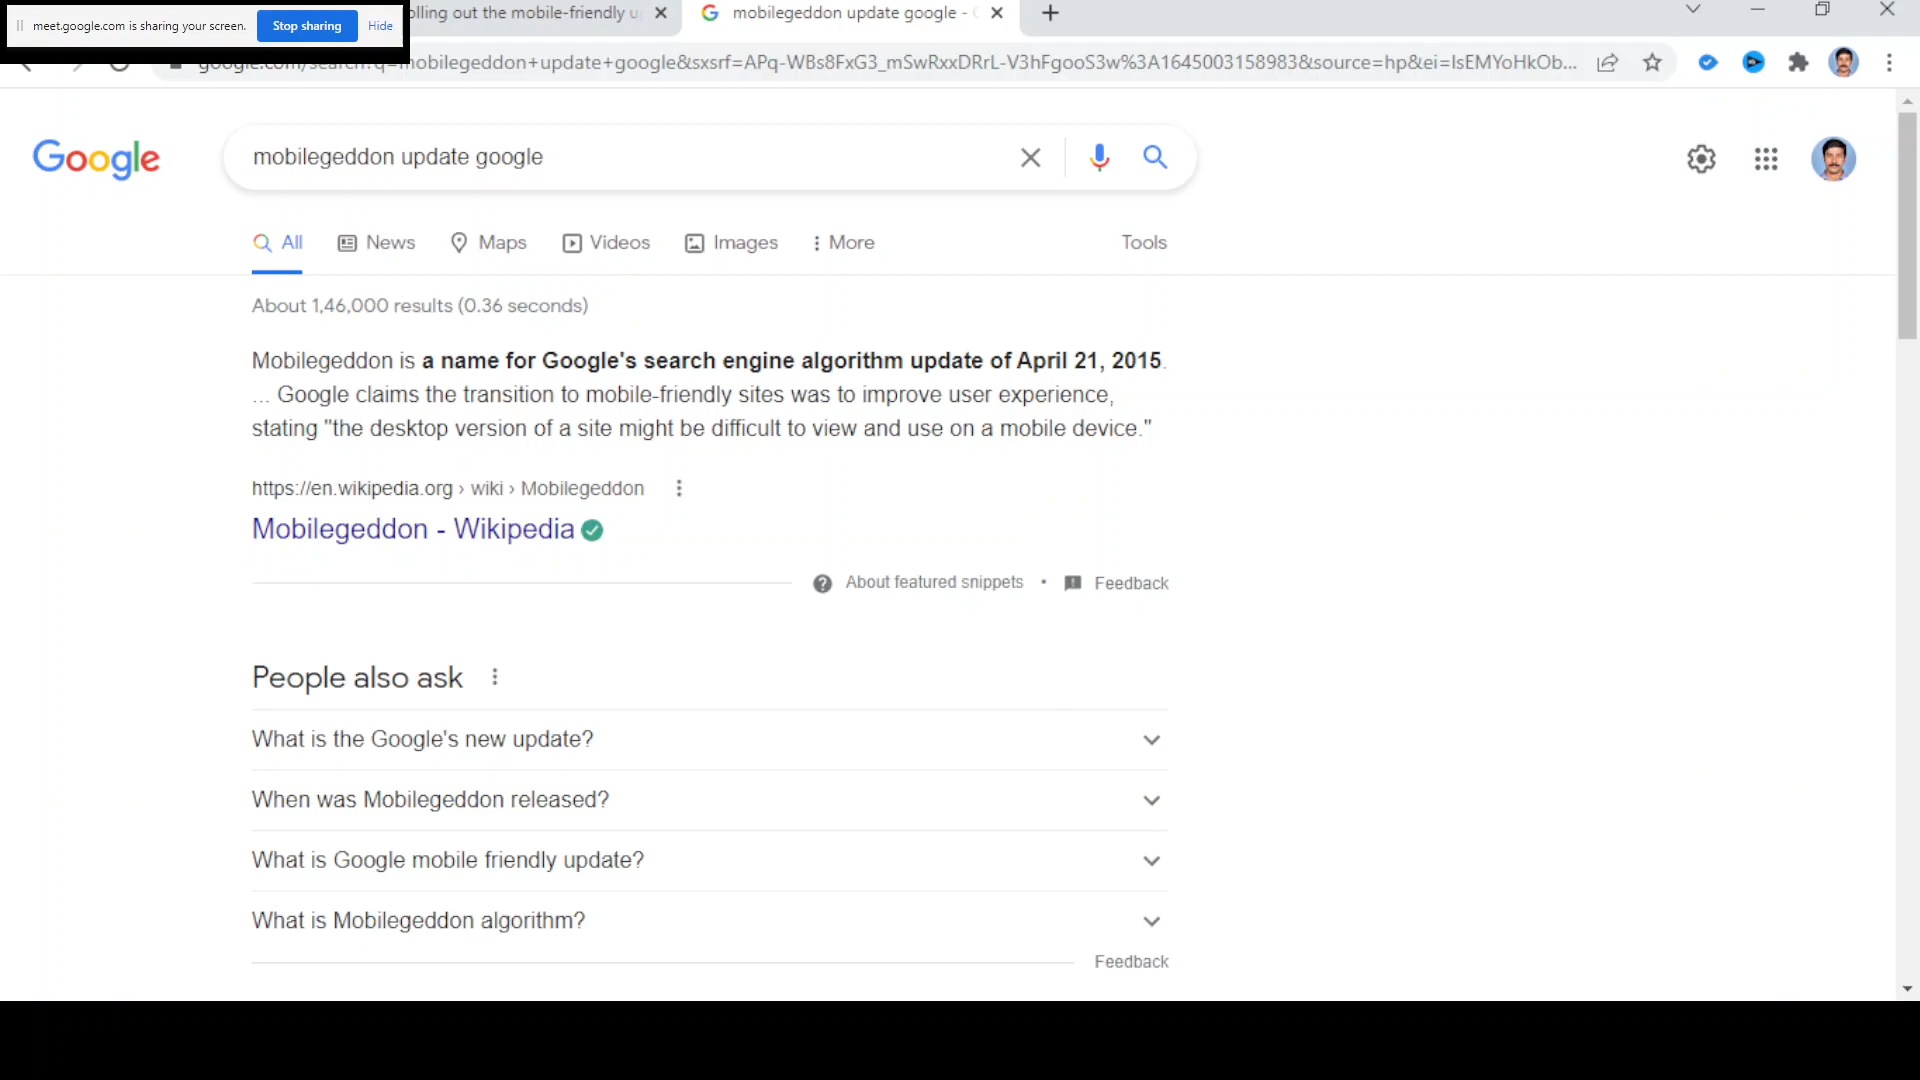 meet.google.com is sharing your screen. Stop sharing Hide
olling out the mobile-friendly u
mobilegeddon update google -
google.com/search?q=mobilegeddon+update+google&sxsrf=APq-WBs8FxG3_mSwRxxDRrL-V3hFgooS3w%3A1645003158983&source=hp&ei=IsEMYoHkOb...
Google
mobilegeddon update google
All News Maps Videos Images More Tools
About 1,46,000 results (0.36 seconds)
Mobilegeddon is a name for Google's search engine algorithm update of April 21, 2015.
... Google claims the transition to mobile-friendly sites was to improve user experience,
stating "the desktop version of a site might be difficult to view and use on a mobile device."
https://en.wikipedia.org › wiki › Mobilegeddon
Mobilegeddon - Wikipedia
About featured snippets • Feedback
People also ask
What is the Google's new update?
When was Mobilegeddon released?
What is Google mobile friendly update?
What is Mobilegeddon algorithm?
Feedback